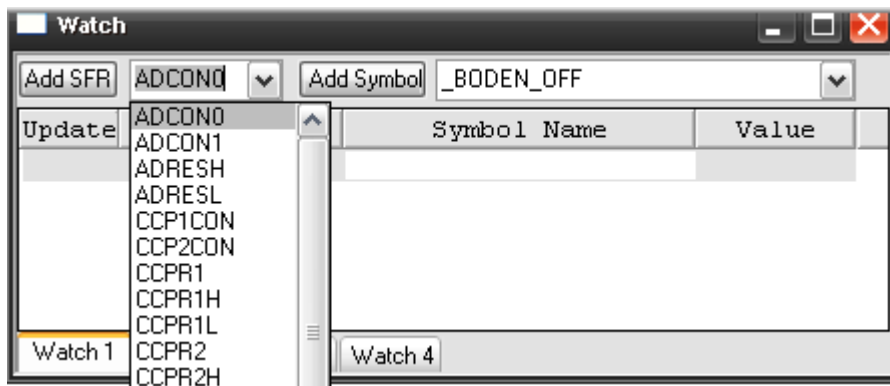 Watch
Add SFR ADCON0 Add Symbol _BODEN_OFF
Update Symbol Name Value
ADCON0
ADCON1
ADRESH
ADRESL
CCP1CON
CCP2CON
CCPR1
CCPR1H
CCPR1L
CCPR2
CCPR2H
Watch 1 Watch 4